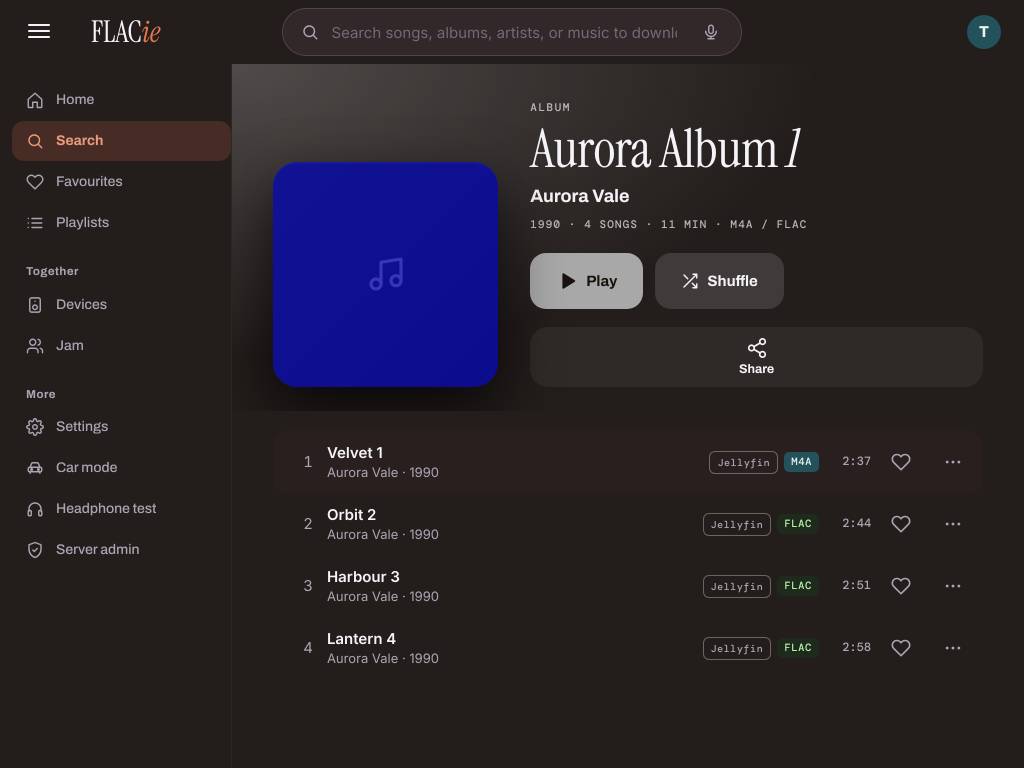 FLACie
Search songs, albums, artists, or music to downl
T
Home
Search
Favourites
Playlists
Together
Devices
Jam
More
Settings
Car mode
Headphone test
Server admin
ALBUM
Aurora Album 1
Aurora Vale
1990 · 4 SONGS · 11 MIN · M4A / FLAC
Play
Shuffle
Share
1 Velvet 1 Jellyfin M4A 2:37
Aurora Vale · 1990
2 Orbit 2 Jellyfin FLAC 2:44
Aurora Vale · 1990
3 Harbour 3 Jellyfin FLAC 2:51
Aurora Vale · 1990
4 Lantern 4 Jellyfin FLAC 2:58
Aurora Vale · 1990